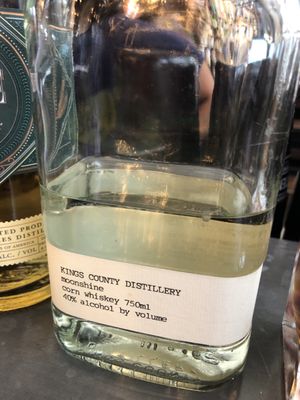 KINGS COUNTY DISTILLERY
moonshine
corn whiskey 750ml
40% alcohol by volume